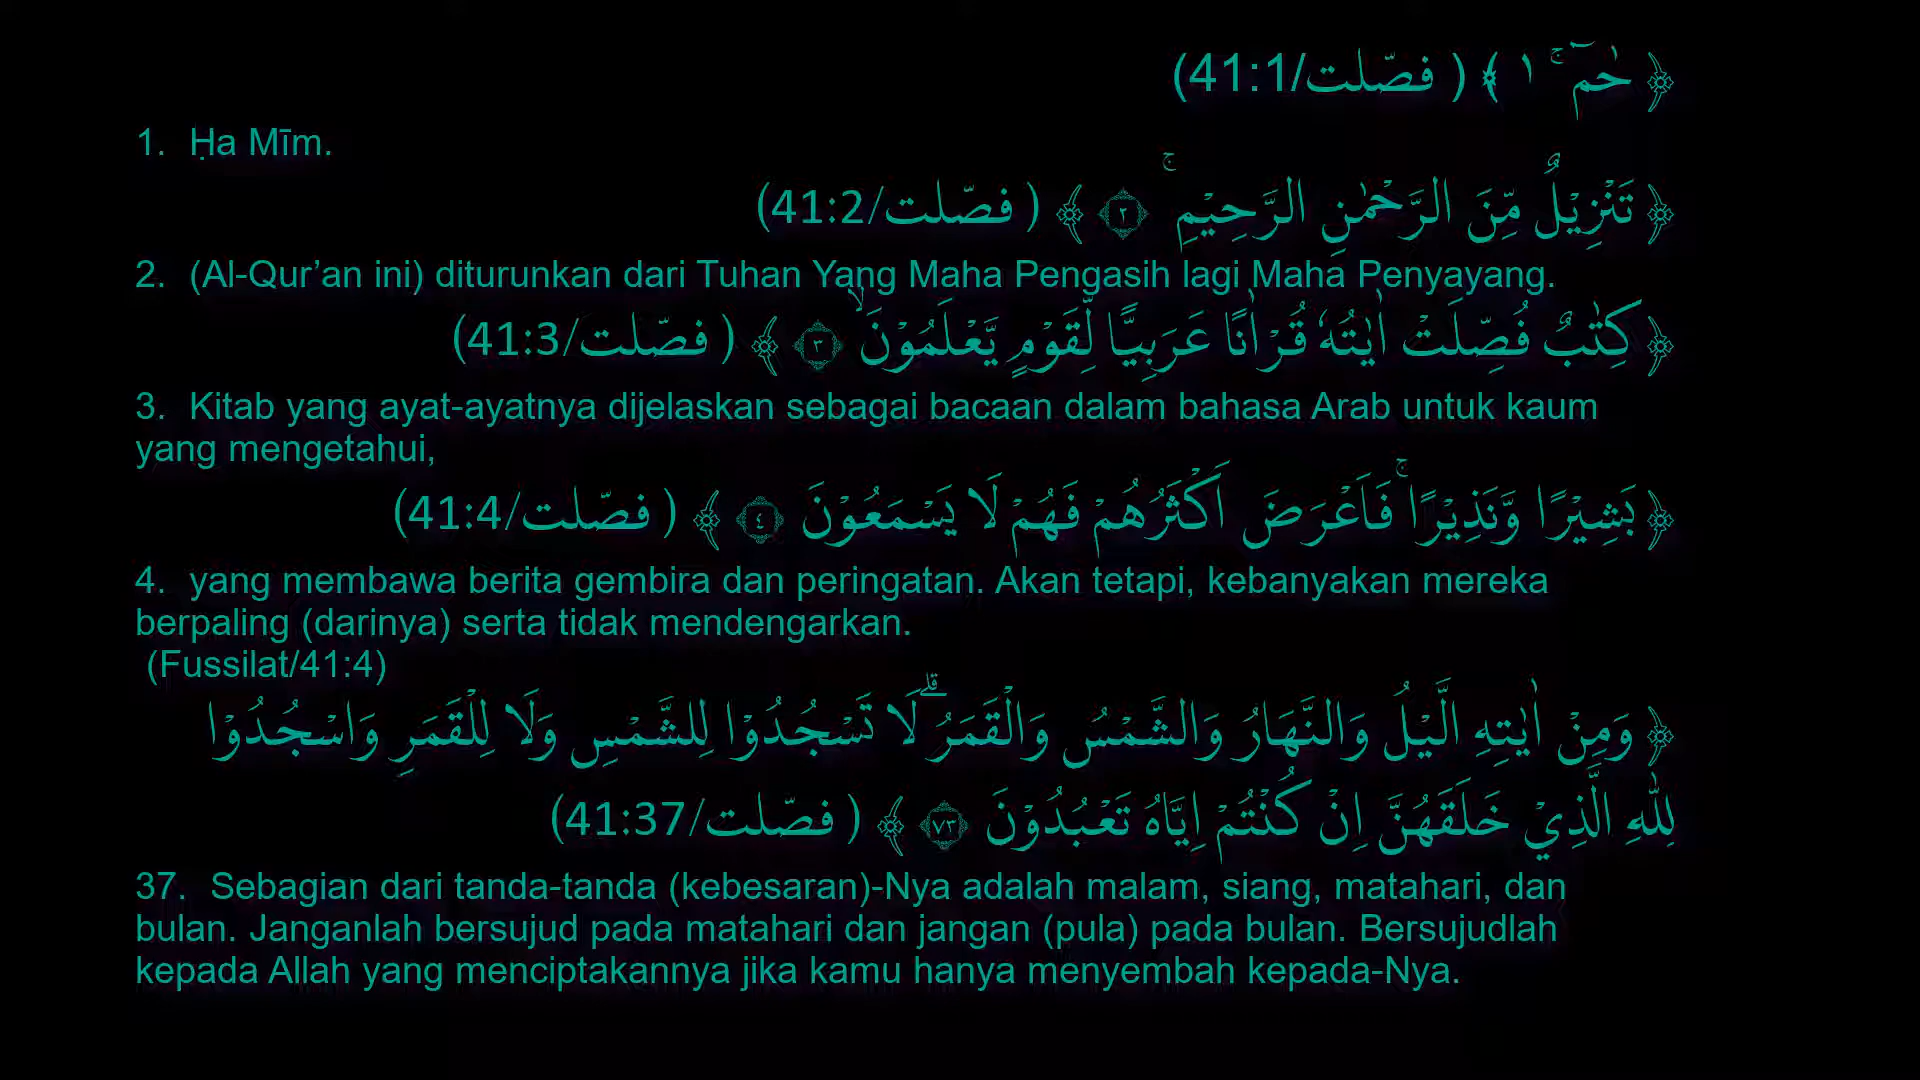 ﴿ حٰمۤ ۚ ١ ﴾ ( فصّلت/41:1)
1. Ḥa Mīm.
﴿ تَنْزِيْلٌ مِّنَ الرَّحْمٰنِ الرَّحِيْمِ ۚ ٢ ﴾ ( فصّلت/41:2)
2. (Al-Qur’an ini) diturunkan dari Tuhan Yang Maha Pengasih lagi Maha Penyayang.
﴿ كِتٰبٌ فُصِّلَتْ اٰيٰتُهٗ قُرْاٰنًا عَرَبِيًّا لِّقَوْمٍ يَّعْلَمُوْنَۙ ٣ ﴾ ( فصّلت/41:3)
3. Kitab yang ayat-ayatnya dijelaskan sebagai bacaan dalam bahasa Arab untuk kaum
yang mengetahui,
﴿ بَشِيْرًا وَّنَذِيْرًاۚ فَاَعْرَضَ اَكْثَرُهُمْ فَهُمْ لَا يَسْمَعُوْنَ ٤ ﴾ ( فصّلت/41:4)
4. yang membawa berita gembira dan peringatan. Akan tetapi, kebanyakan mereka
berpaling (darinya) serta tidak mendengarkan.
(Fussilat/41:4)
﴿ وَمِنْ اٰيٰتِهِ الَّيْلُ وَالنَّهَارُ وَالشَّمْسُ وَالْقَمَرُۗ لَا تَسْجُدُوْا لِلشَّمْسِ وَلَا لِلْقَمَرِ وَاسْجُدُوْا
لِلّٰهِ الَّذِيْ خَلَقَهُنَّ اِنْ كُنْتُمْ اِيَّاهُ تَعْبُدُوْنَ ٧٣ ﴾ ( فصّلت/41:37)
37. Sebagian dari tanda-tanda (kebesaran)-Nya adalah malam, siang, matahari, dan
bulan. Janganlah bersujud pada matahari dan jangan (pula) pada bulan. Bersujudlah
kepada Allah yang menciptakannya jika kamu hanya menyembah kepada-Nya.